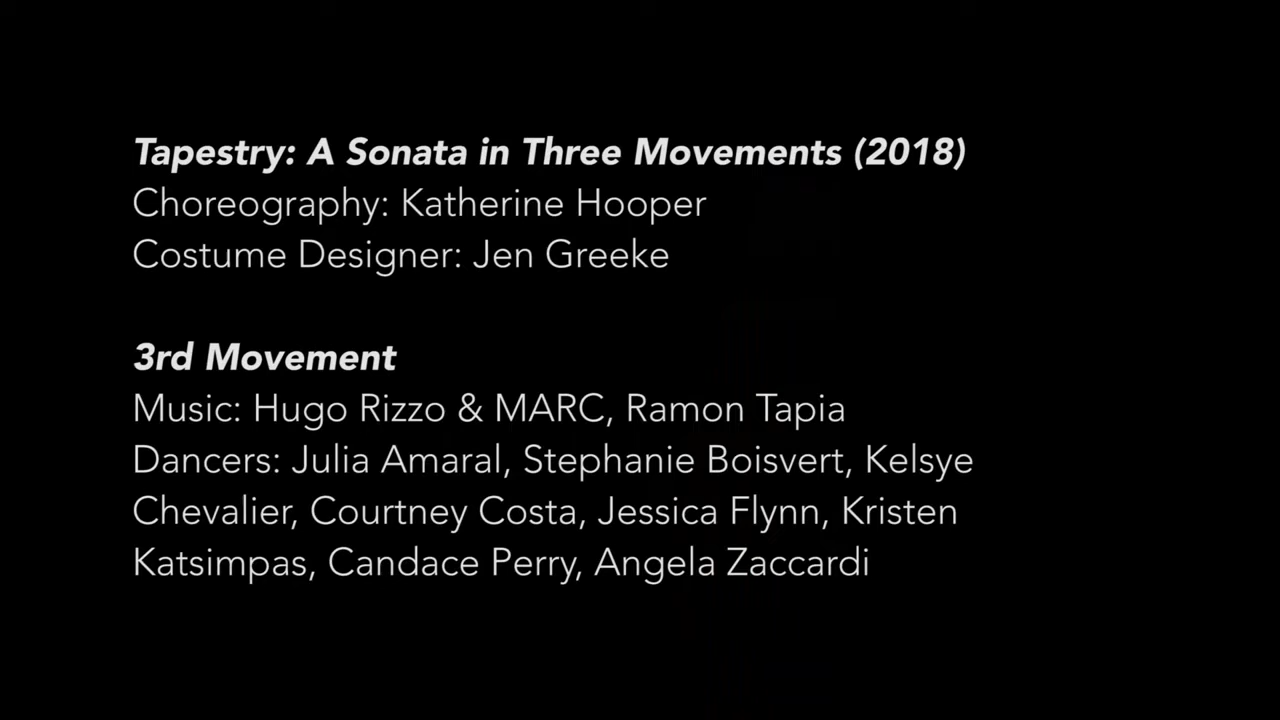 Tapestry: A Sonata in Three Movements (2018)
Choreography: Katherine Hooper
Costume Designer: Jen Greeke
3rd Movement
Music: Hugo Rizzo & MARC, Ramon Tapia
Dancers: Julia Amaral, Stephanie Boisvert, Kelsye
Chevalier, Courtney Costa, Jessica Flynn, Kristen
Katsimpas, Candace Perry, Angela Zaccardi